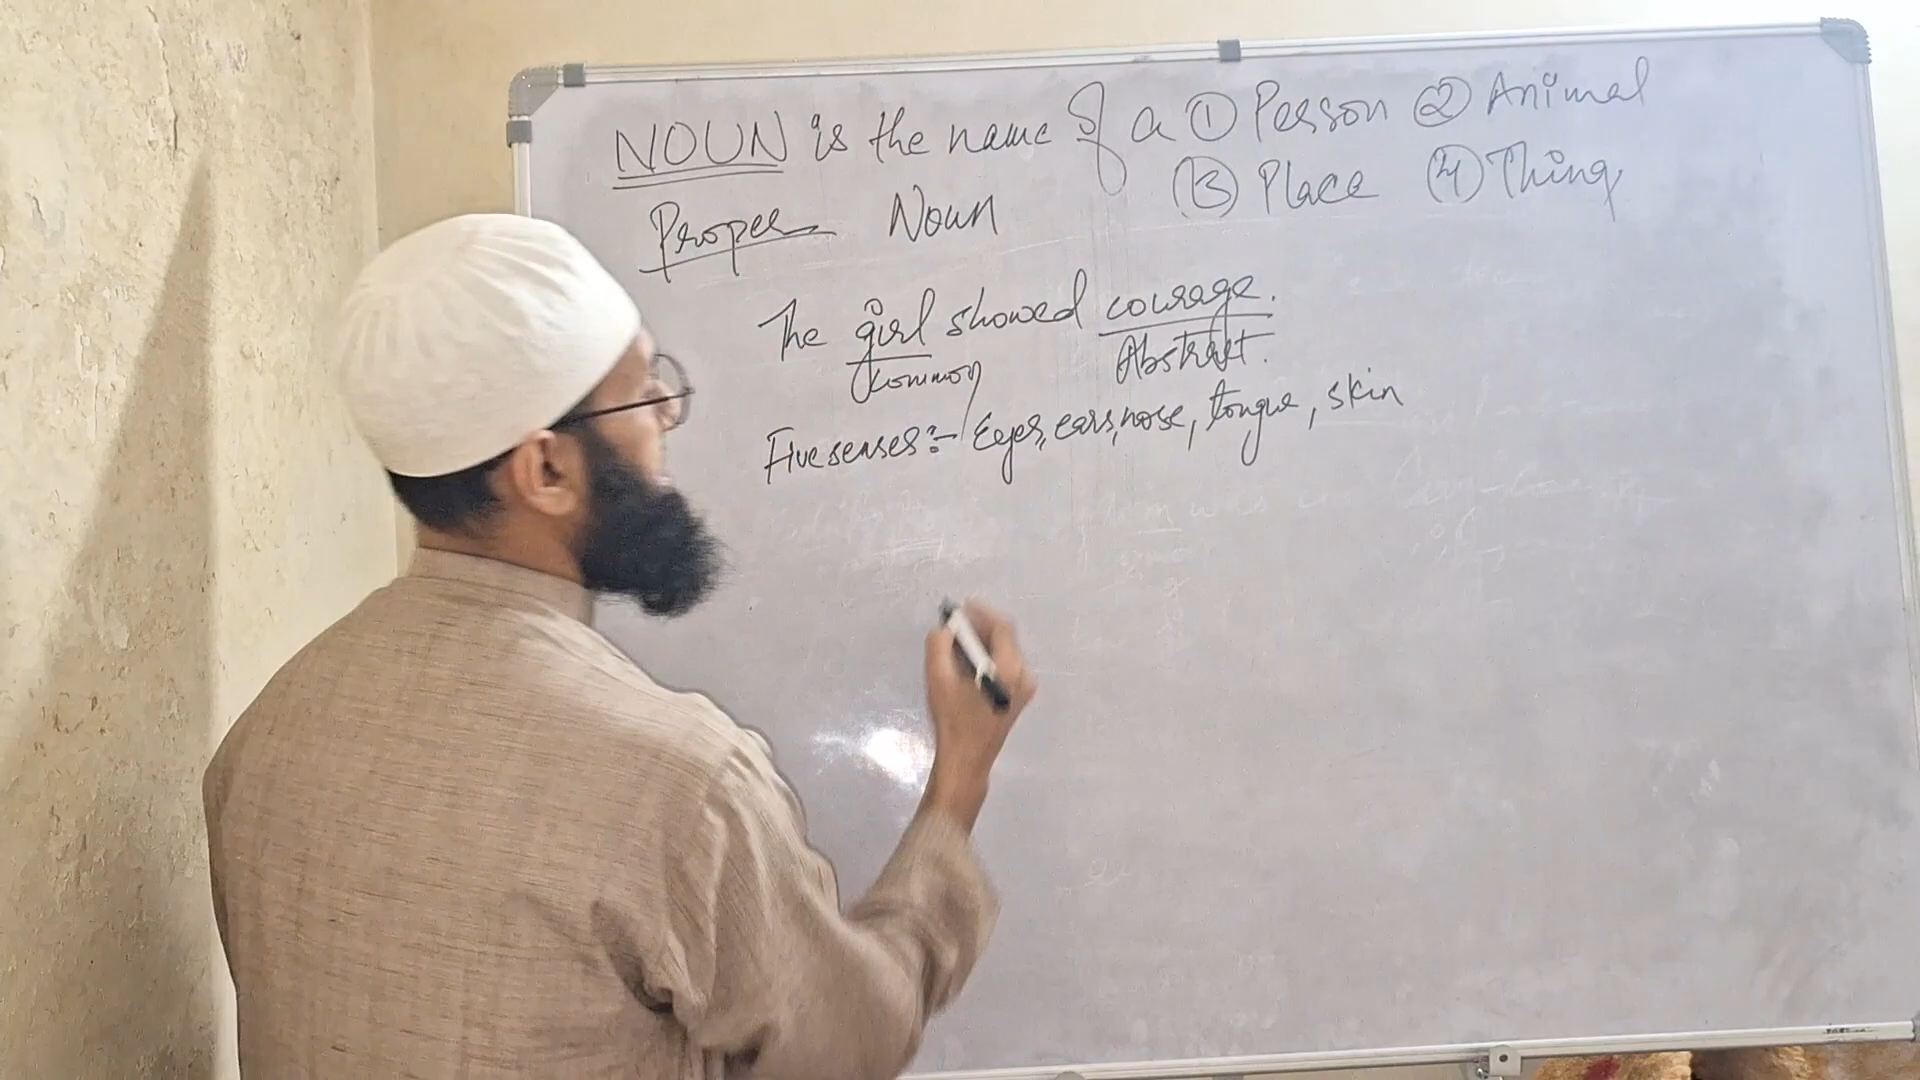 NOUN is the name of a ① Person ② Animal
③ Place ④ Thing
Proper Noun
The girl showed courage.
Common Abstract.
Five senses:- Eyes, ears, nose, tongue, skin